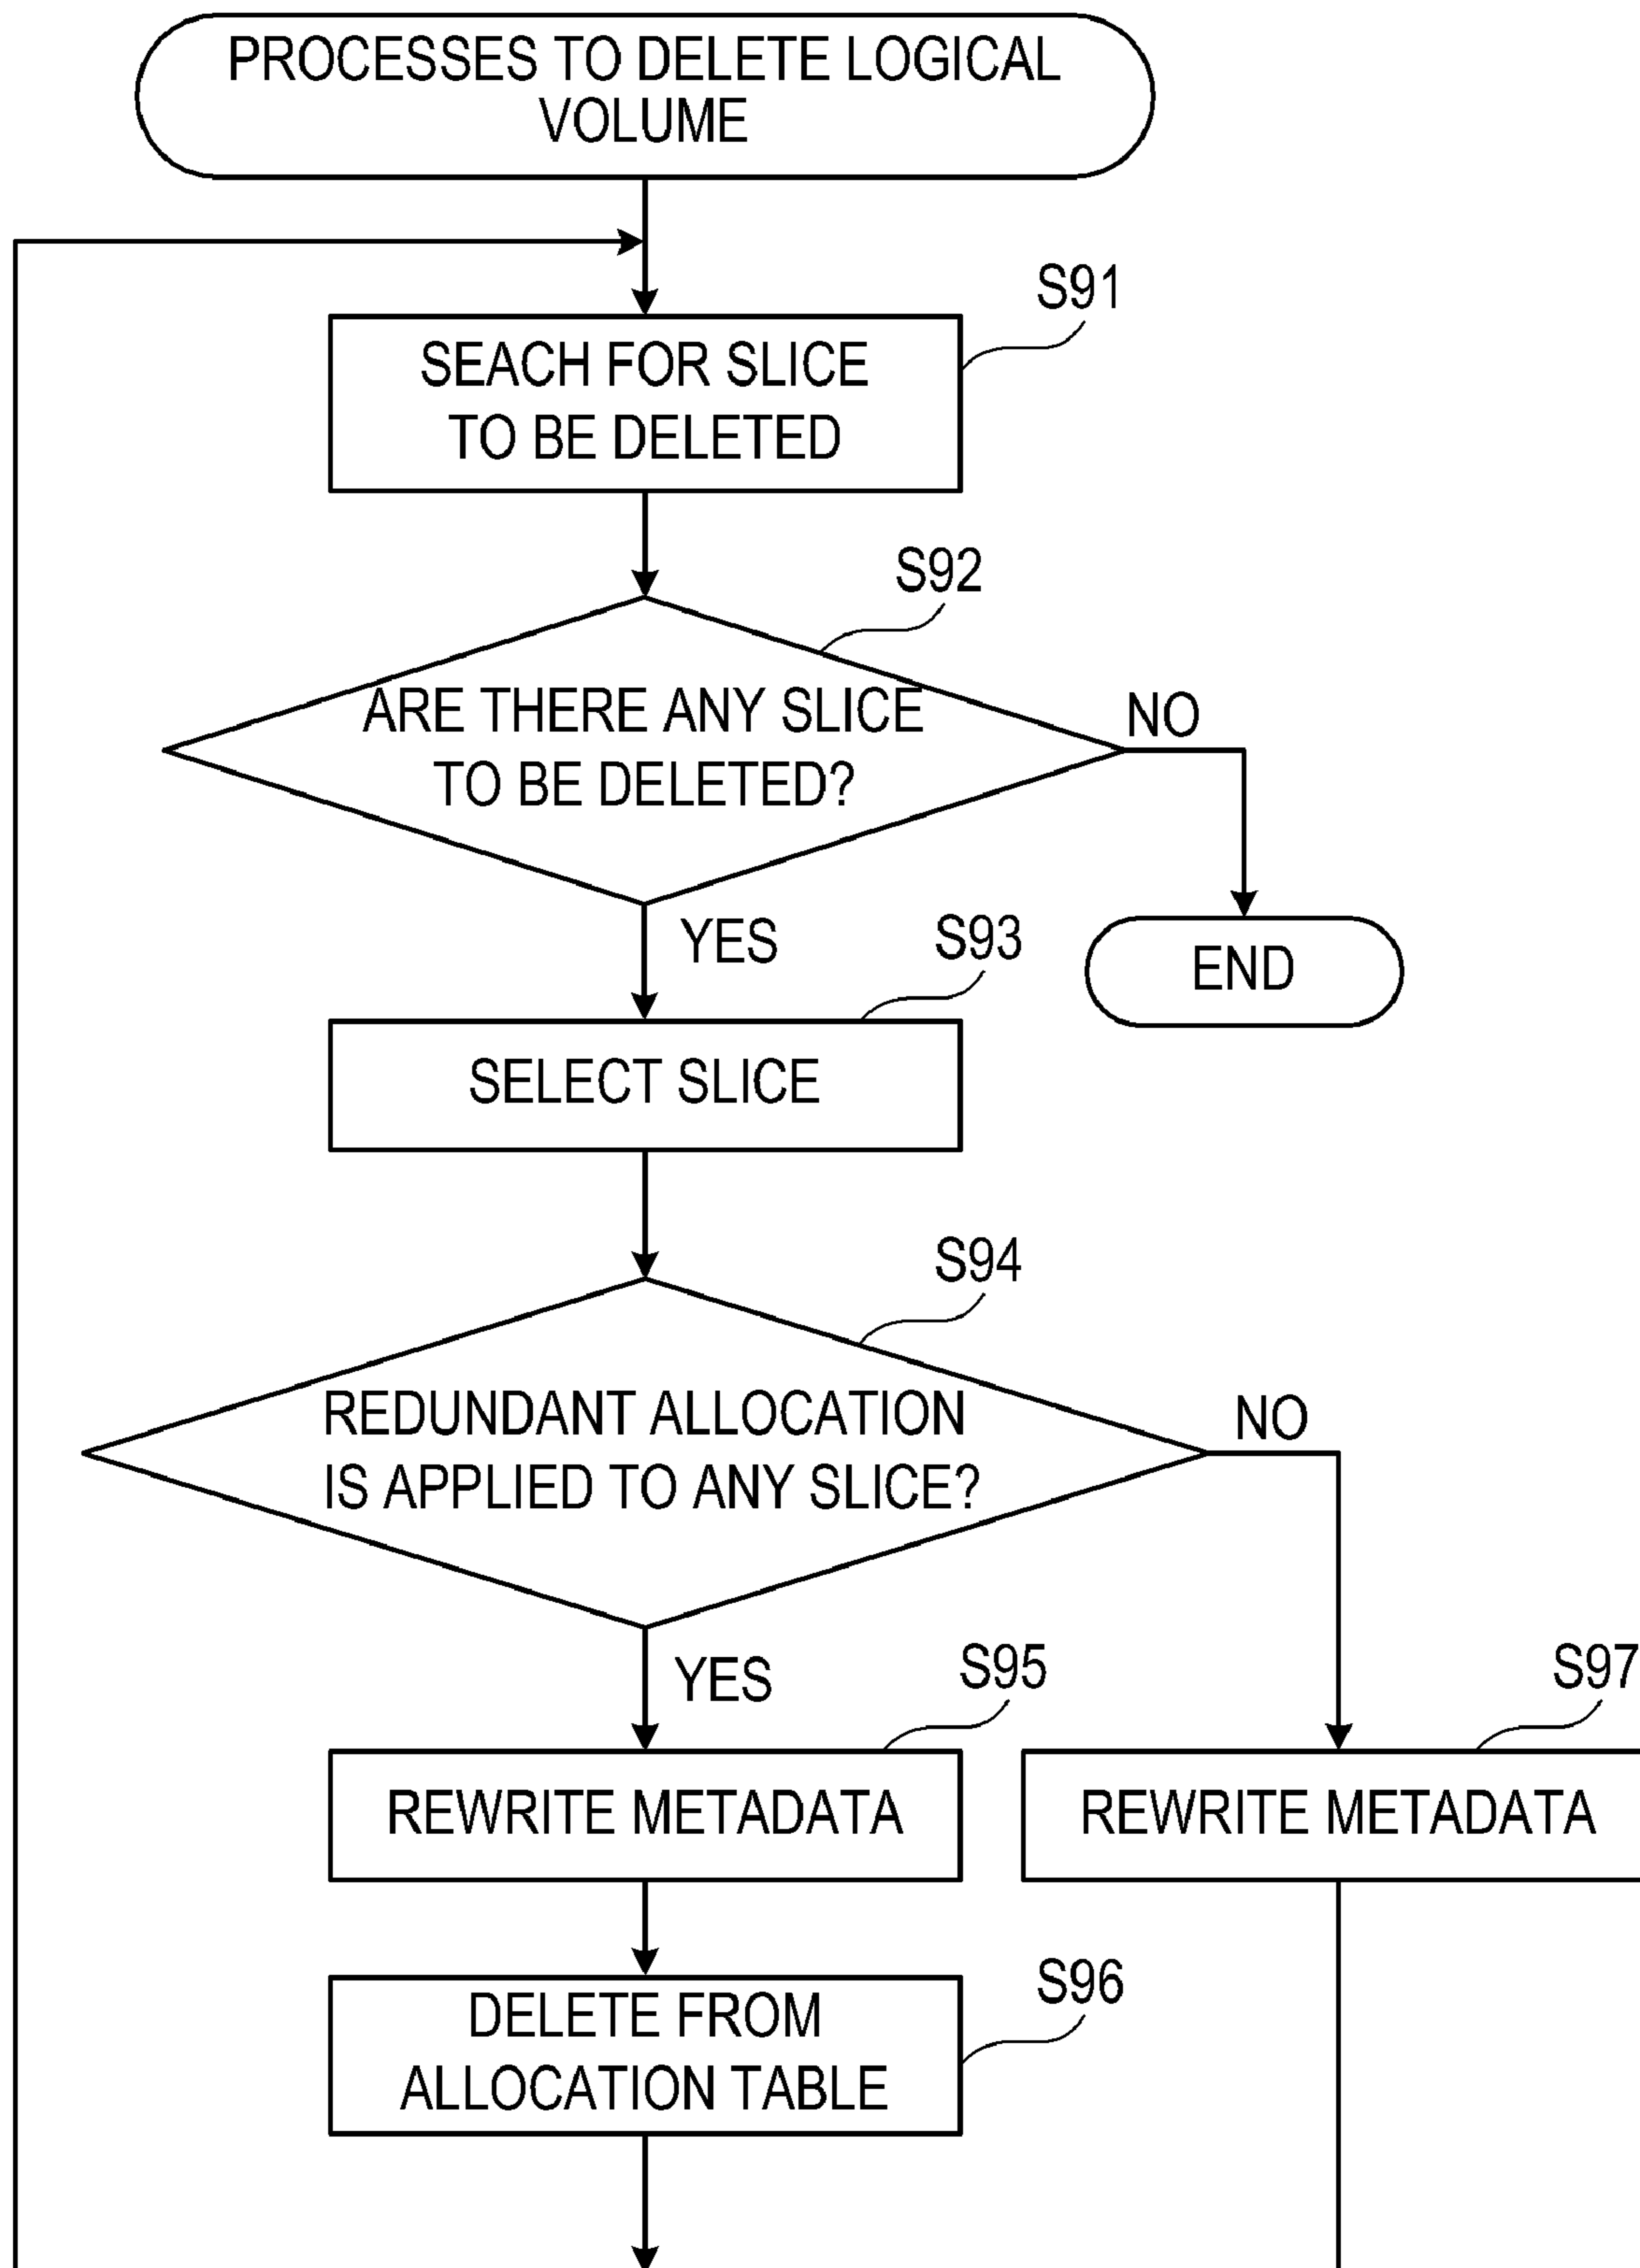 PROCESSES TO DELETE LOGICAL
VOLUME
S91
SEACH FOR SLICE
TO BE DELETED
S92
ARE THERE ANY SLICE
TO BE DELETED?
NO
YES
S93
END
SELECT SLICE
S94
REDUNDANT ALLOCATION
IS APPLIED TO ANY SLICE?
NO
YES
S95
S97
REWRITE METADATA
REWRITE METADATA
S96
DELETE FROM
ALLOCATION TABLE